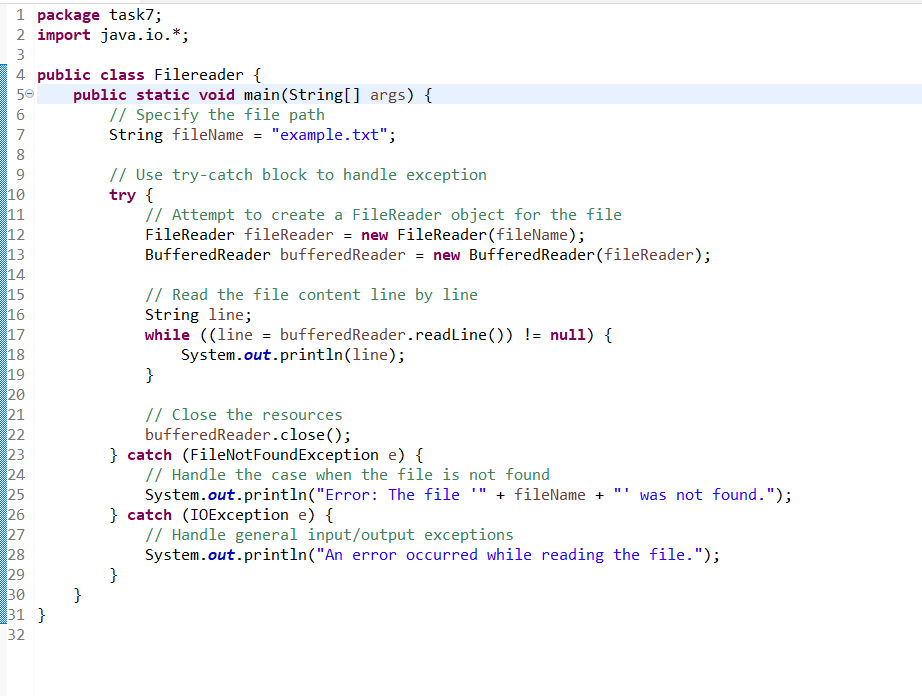 1 package task7;
2 import java.io.*;
3
4 public class Filereader {
5     public static void main(String[] args) {
6         // Specify the file path
7         String fileName = "example.txt";
8
9         // Use try-catch block to handle exception
10         try {
11             // Attempt to create a FileReader object for the file
12             FileReader fileReader = new FileReader(fileName);
13             BufferedReader bufferedReader = new BufferedReader(fileReader);
14
15             // Read the file content line by line
16             String line;
17             while ((line = bufferedReader.readLine()) != null) {
18                 System.out.println(line);
19             }
20
21             // Close the resources
22             bufferedReader.close();
23         } catch (FileNotFoundException e) {
24             // Handle the case when the file is not found
25             System.out.println("Error: The file '" + fileName + "' was not found.");
26         } catch (IOException e) {
27             // Handle general input/output exceptions
28             System.out.println("An error occurred while reading the file.");
29         }
30     }
31 }
32